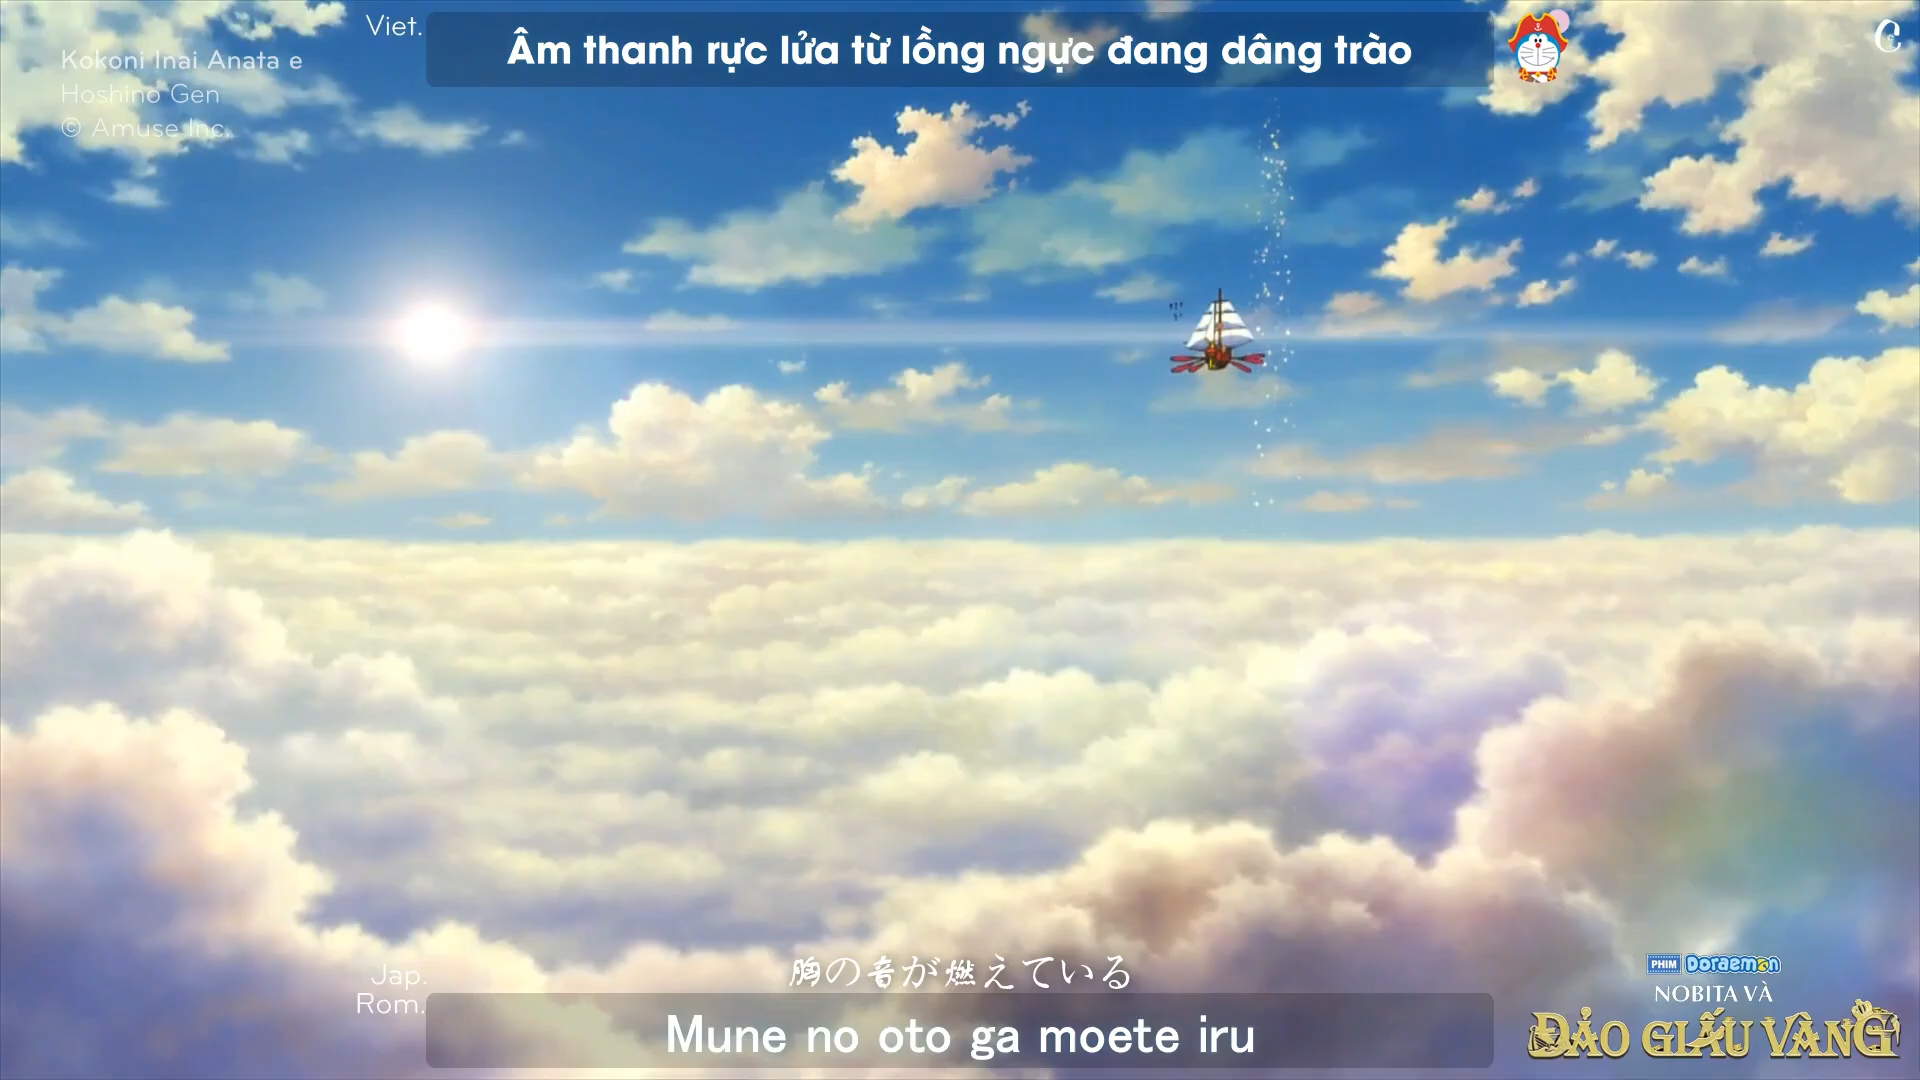 Viet.
Âm thanh rực lửa từ lồng ngực đang dâng trào
Kokoni Inai Anata e
Hoshino Gen
© Amuse Inc.
Jap.
胸の音が燃えている
Rom.
Mune no oto ga moete iru
PHIM DORAEMON
NOBITA VÀ
ĐẢO GIẤU VÀNG